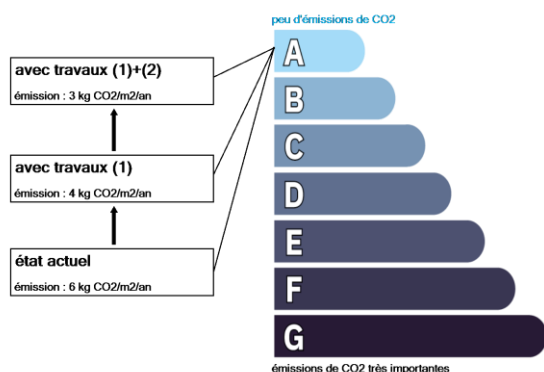 peu d'émissions de CO2
avec travaux (1)+(2)
émission : 3 kg CO2/m2/an
avec travaux (1)
émission : 4 kg CO2/m2/an
état actuel
émission : 6 kg CO2/m2/an
A
B
C
D
E
F
G
émissions de CO2 très importantes